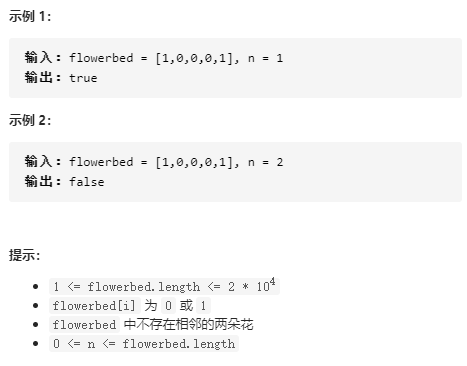 示例 1：
输入：flowerbed = [1,0,0,0,1], n = 1
输出：true
示例 2：
输入：flowerbed = [1,0,0,0,1], n = 2
输出：false
提示：
• 1 <= flowerbed.length <= 2 * 10⁴
• flowerbed[i] 为 0 或 1
• flowerbed 中不存在相邻的两朵花
• 0 <= n <= flowerbed.length